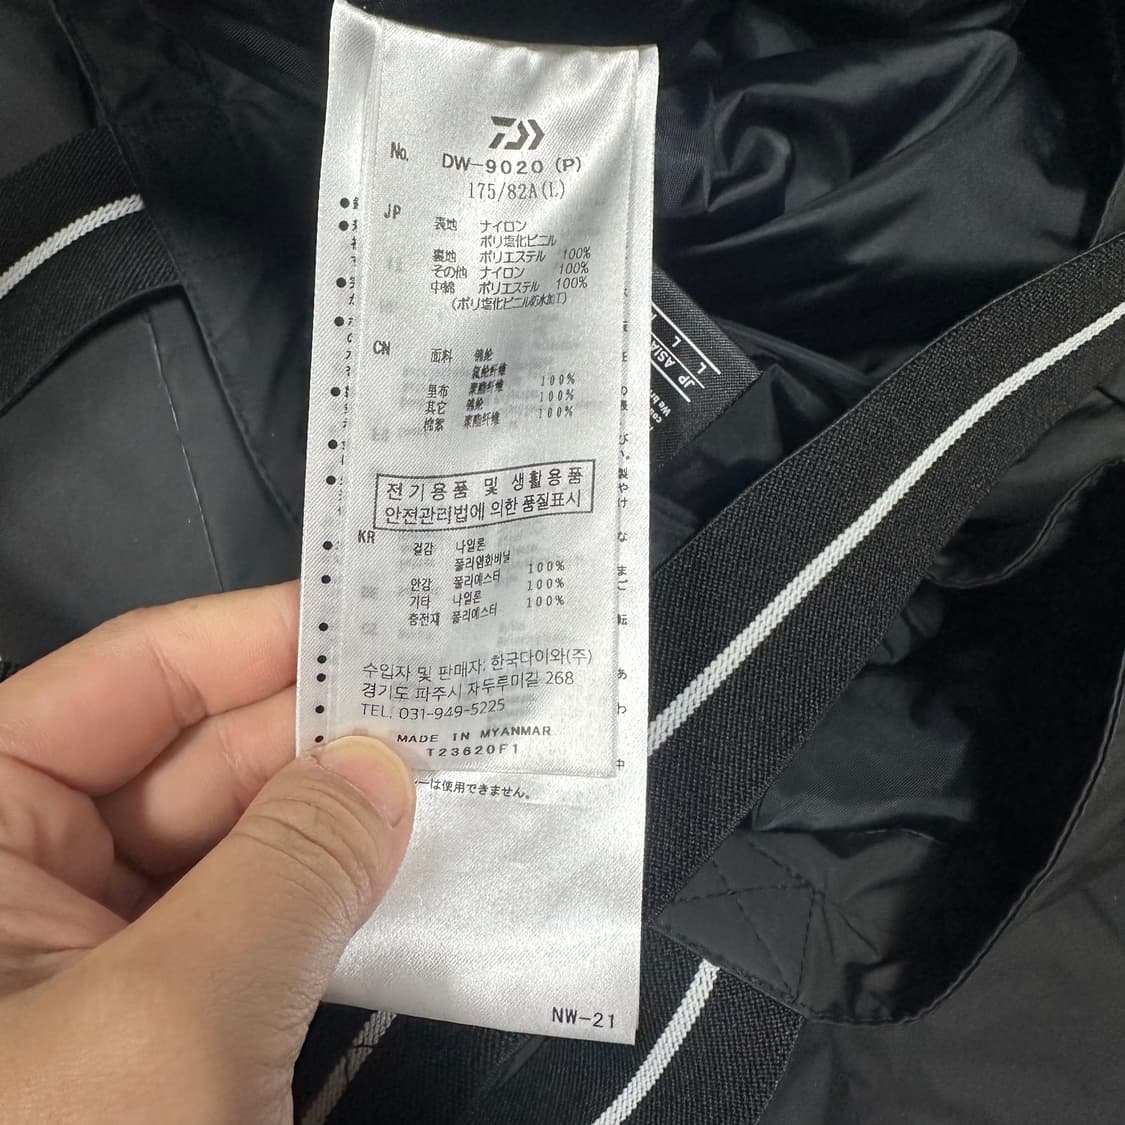 No. DW-9020 (P)
175/82A(L)
JP
表地 ナイロン
ポリ塩化ビニル
裏地 ポリエステル 100%
その他 ナイロン 100%
中綿 ポリエステル 100%
(ポリ塩化ビニル防水加工)
CN
面料 锦纶
氯纶纤维
里布 聚酯纤维 100%
其它 锦纶 100%
棉絮 聚酯纤维 100%
전기용품 및 생활용품
안전관리법에 의한 품질표시
KR
겉감 나일론
폴리염화비닐
안감 폴리에스터 100%
기타 나일론 100%
충전재 폴리에스터 100%
수입자 및 판매자: 한국다이와(주)
경기도 파주시 자두루미길 268
TEL. 031-949-5225
MADE IN MYANMAR
T23620F1
は使用できません。
NW-21
JP ASIA
L L